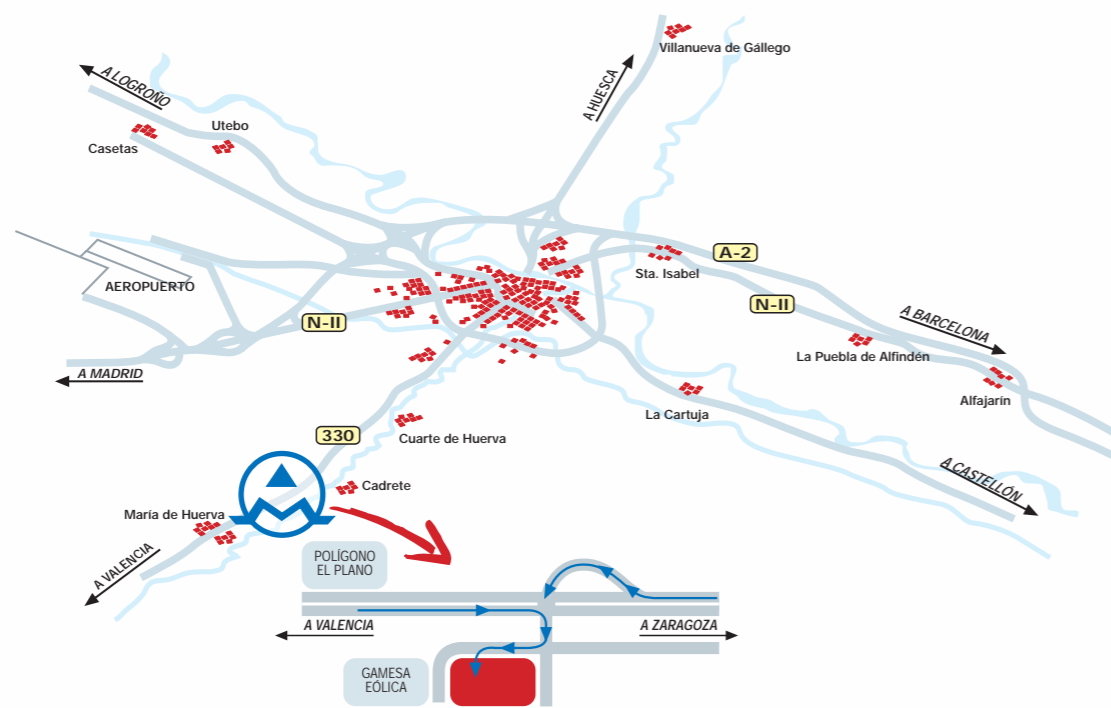 Villanueva de Gállego
A LOGROÑO
A HUESCA
Utebo
Casetas
A-2
Sta. Isabel
AEROPUERTO
N-II
N-II
A BARCELONA
La Puebla de Alfindén
A MADRID
Alfajarín
La Cartuja
330
Cuarte de Huerva
A CASTELLÓN
Cadrete
María de Huerva
A VALENCIA
POLÍGONO
EL PLANO
A VALENCIA
A ZARAGOZA
GAMESA
EÓLICA